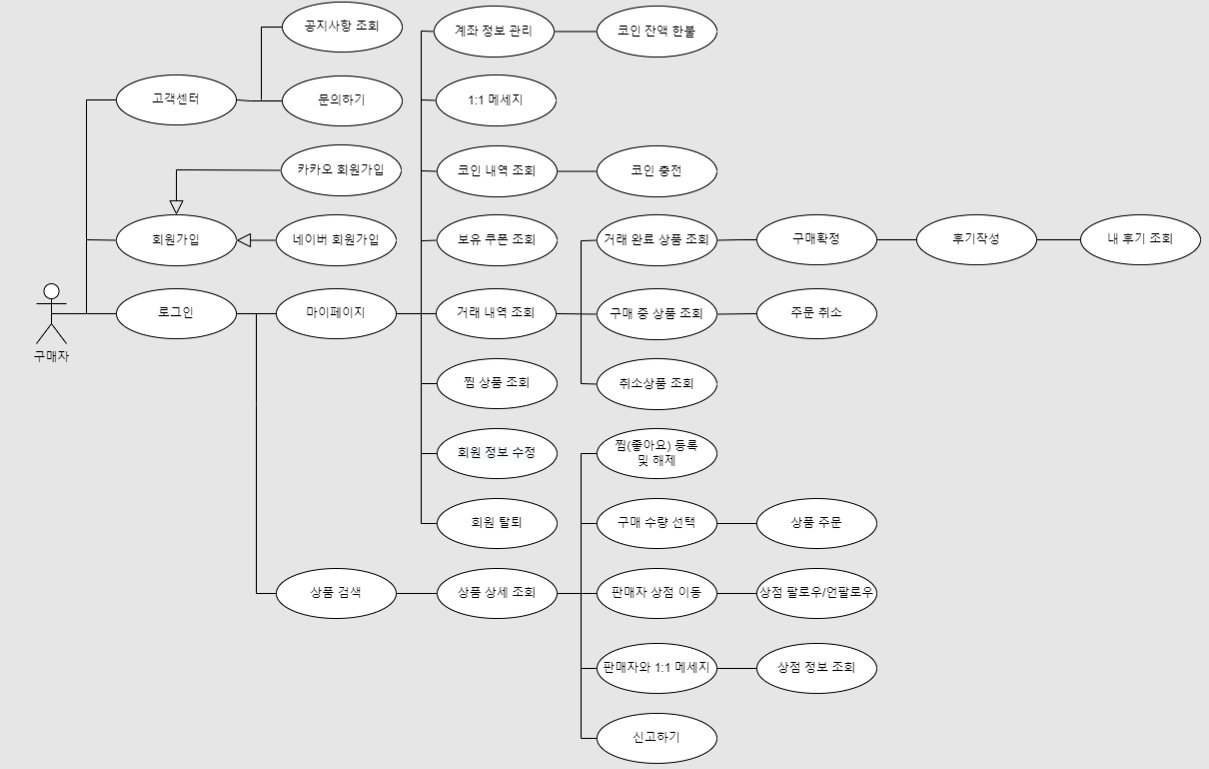 공지사항 조회
계좌 정보 관리
코인 잔액 한불
고객센터
문의하기
1:1 메세지
카카오 회원가입
코인 내역 조회
코인 충전
회원가입
네이버 회원가입
보유 쿠폰 조회
거래 완료 상품 조회
구매확정
후기작성
내 후기 조회
구매자
로그인
마이페이지
거래 내역 조회
구매 중 상품 조회
주문 취소
찜 상품 조회
취소상품 조회
회원 정보 수정
찜(좋아요) 등록
및 해제
회원 탈퇴
구매 수량 선택
상품 주문
상품 검색
상품 상세 조회
판매자 상점 이동
상점 팔로우/언팔로우
판매자와 1:1 메세지
상점 정보 조회
신고하기